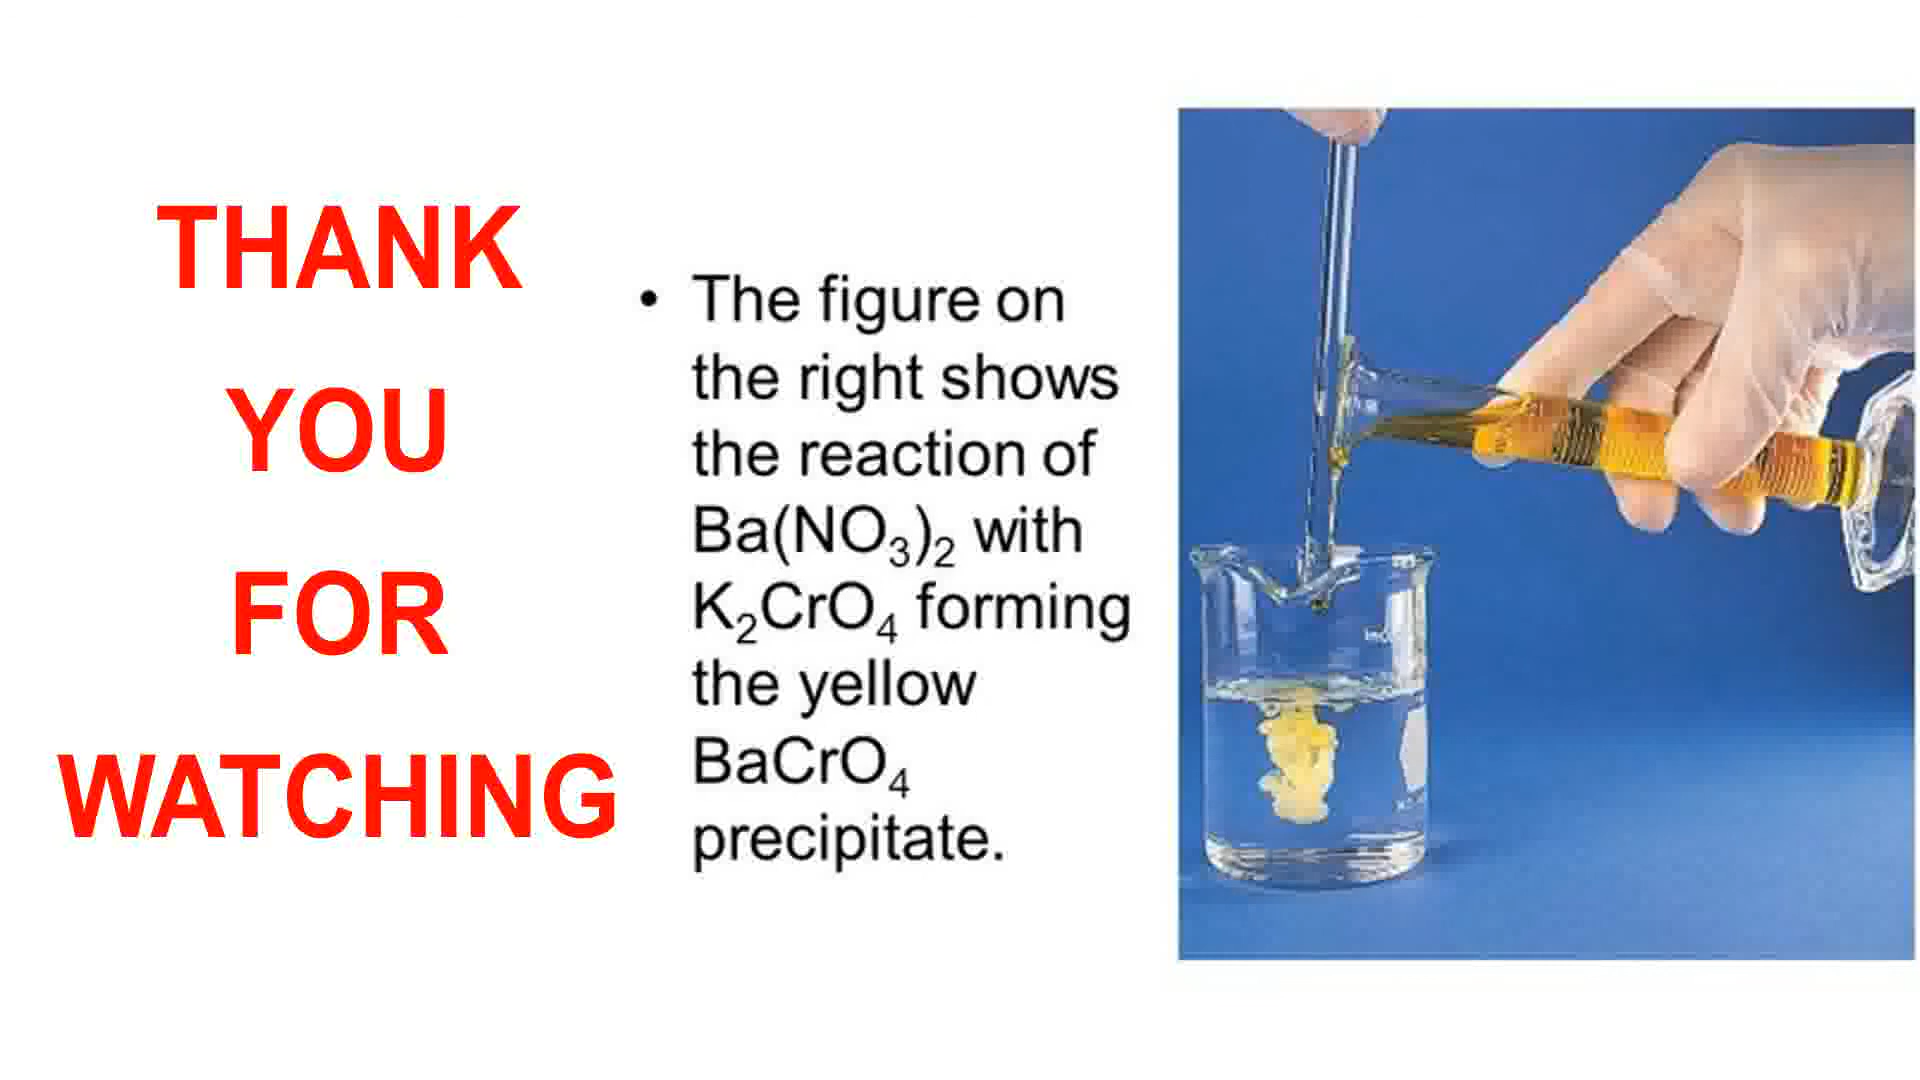 THANK
YOU
FOR
WATCHING
• The figure on
the right shows
the reaction of
Ba(NO₃)₂ with
K₂CrO₄ forming
the yellow
BaCrO₄
precipitate.